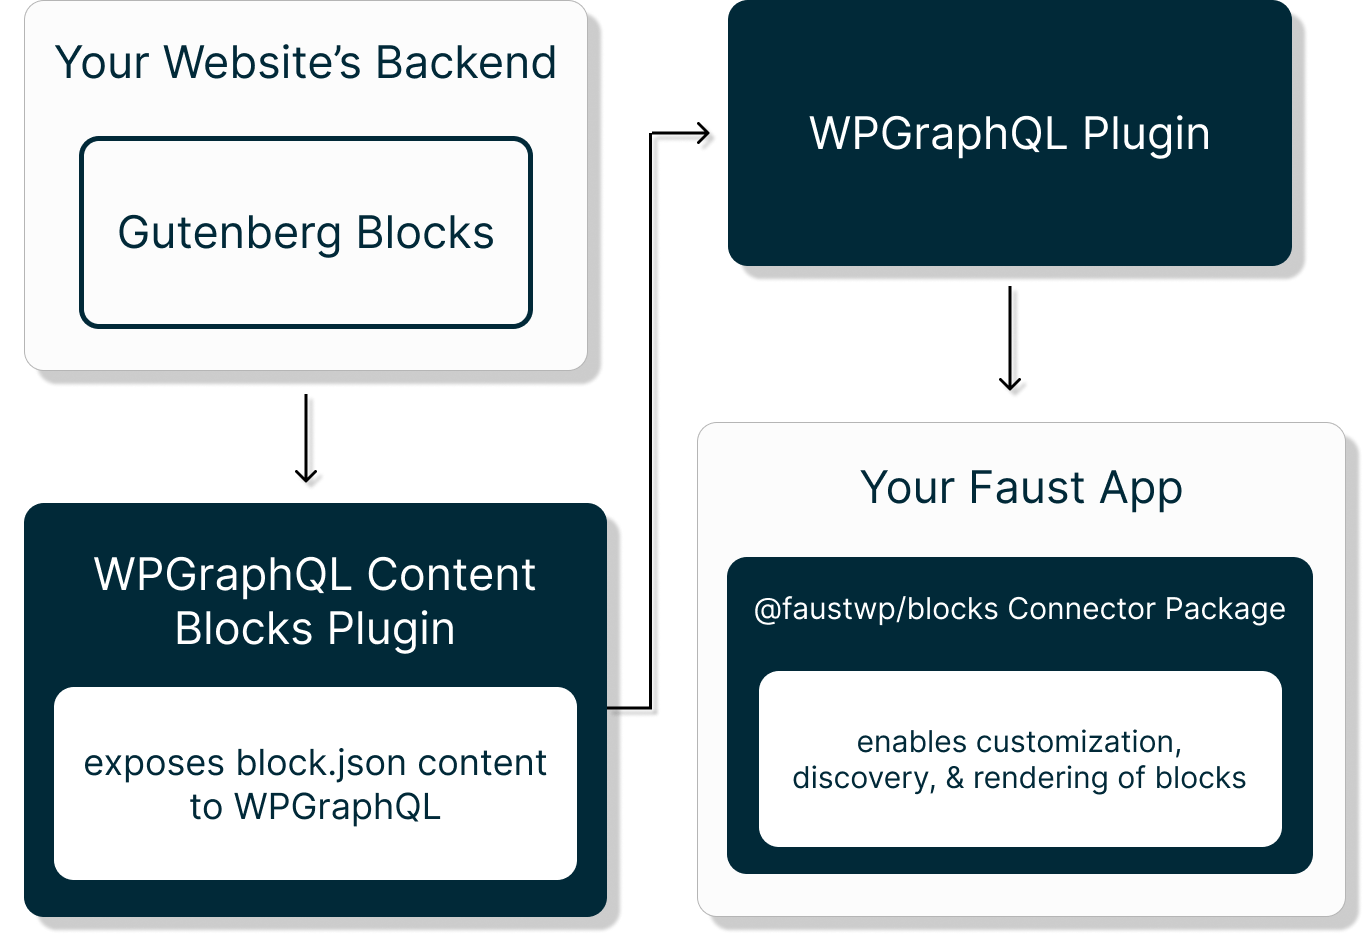 Your Website’s Backend
Gutenberg Blocks
WPGraphQL Content
Blocks Plugin
exposes block.json content
to WPGraphQL
WPGraphQL Plugin
Your Faust App
@faustwp/blocks Connector Package
enables customization,
discovery, & rendering of blocks